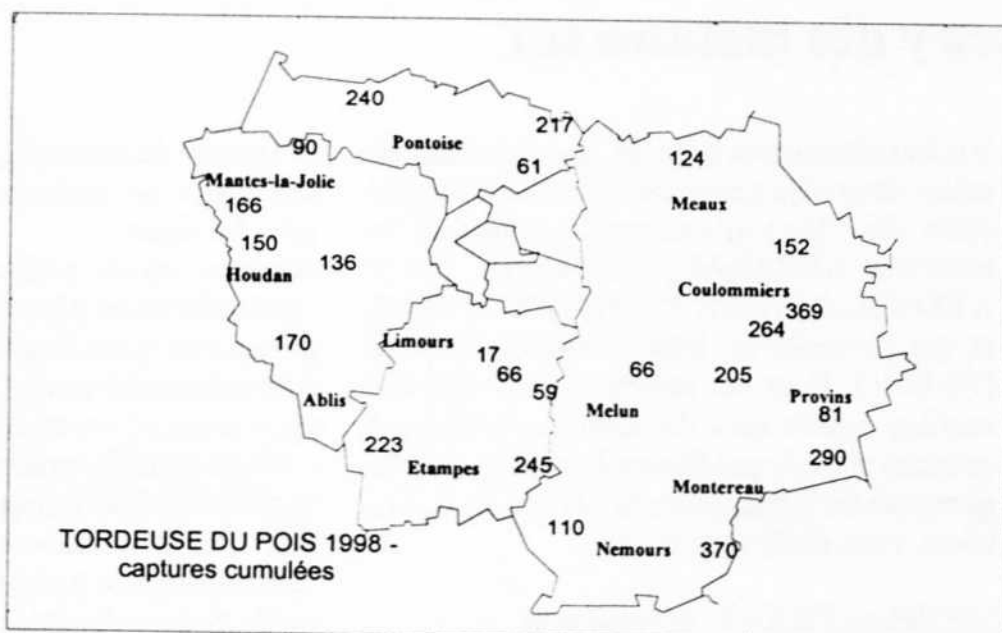 240
217
90
Pontoise
61
124
Mantes-la-Jolie
166
Meaux
150
136
152
Houdan
Coulommiers
369
264
170
Limours
17
66
66
205
59
Ablis
Melun
Provins
81
223
245
290
Etampes
Montereau
110
370
Nemours
TORDEUSE DU POIS 1998 -
captures cumulées